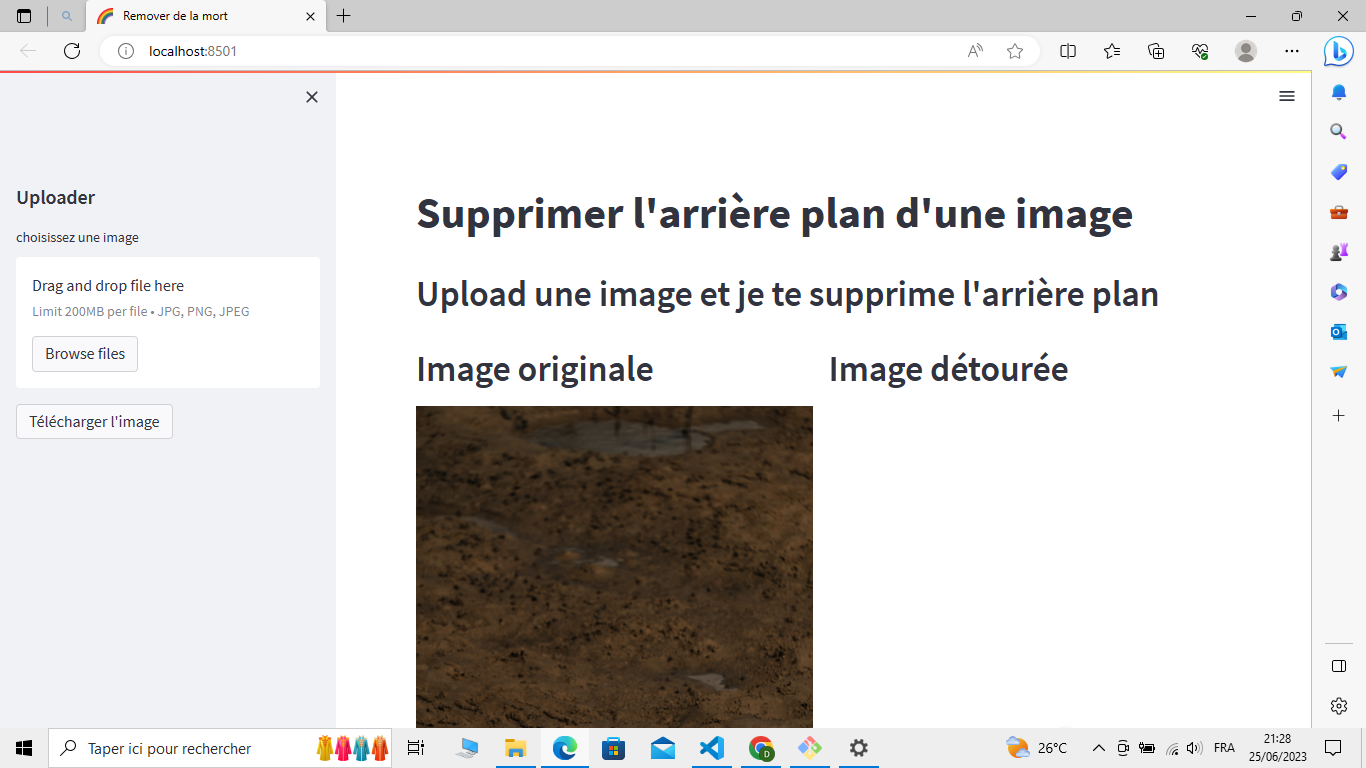 Remover de la mort
localhost:8501
Uploader
choisissez une image
Drag and drop file here
Limit 200MB per file • JPG, PNG, JPEG
Browse files
Télécharger l'image
Supprimer l'arrière plan d'une image
Upload une image et je te supprime l'arrière plan
Image originale
Image détourée
Taper ici pour rechercher
D
26°C
FRA
21:28
25/06/2023